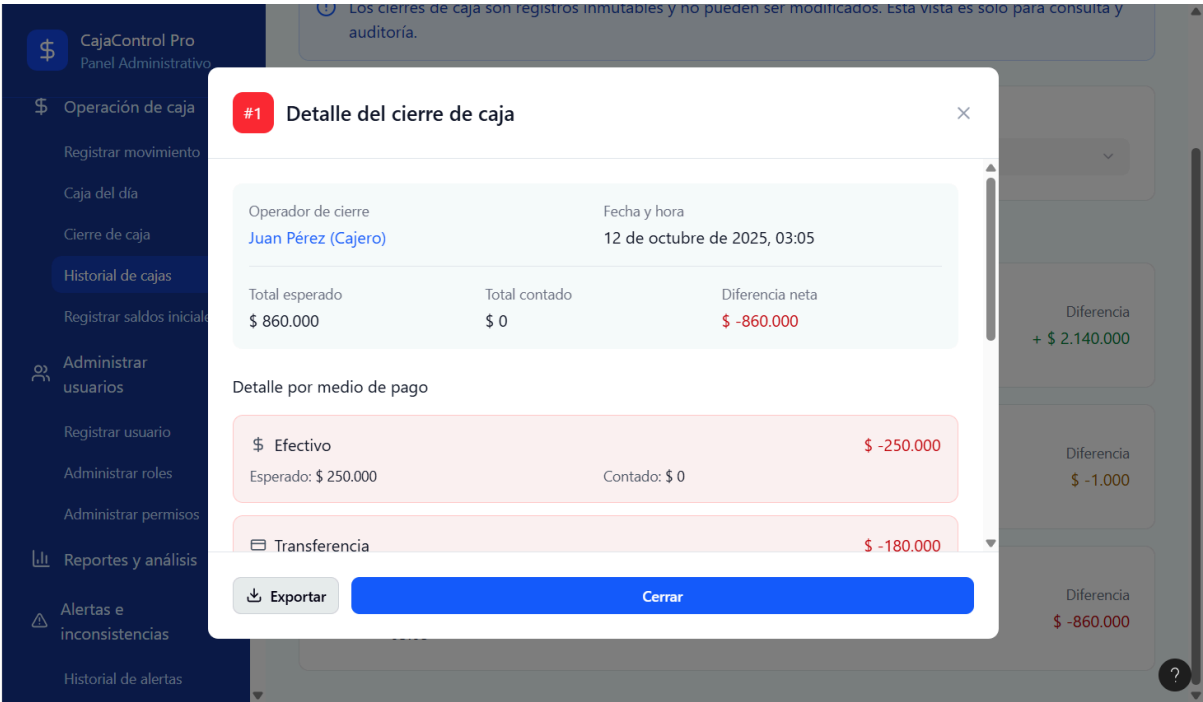 Los cierres de caja son registros inmutables y no pueden ser modificados. Esta vista es solo para consulta y
auditoría.
CajaControl Pro
Panel Administrativo
Operación de caja
Registrar movimiento
Caja del día
Cierre de caja
Historial de cajas
Registrar saldos iniciale
Administrar
usuarios
Registrar usuario
Administrar roles
Administrar permisos
Reportes y análisis
Alertas e
inconsistencias
Historial de alertas
#1 Detalle del cierre de caja
Operador de cierre Fecha y hora
Juan Pérez (Cajero) 12 de octubre de 2025, 03:05
Total esperado Total contado Diferencia neta
$ 860.000 $ 0 $ -860.000
Detalle por medio de pago
$ Efectivo $ -250.000
Esperado: $ 250.000 Contado: $ 0
Transferencia $ -180.000
Exportar Cerrar
Diferencia
+ $ 2.140.000
Diferencia
$ -1.000
Diferencia
$ -860.000
?